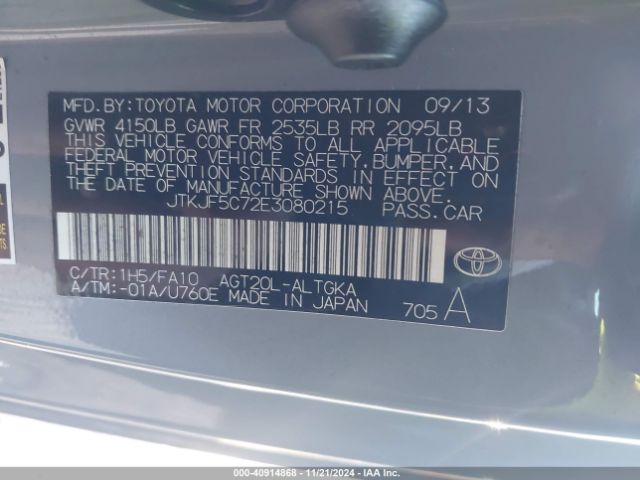 MFD.BY:TOYOTA MOTOR CORPORATION 09/13
GVWR 4150LB GAWR FR 2535LB RR 2095LB
THIS VEHICLE CONFORMS TO ALL APPLICABLE
FEDERAL MOTOR VEHICLE SAFETY,BUMPER,AND
THEFT PREVENTION STANDARDS IN EFFECT ON
THE DATE OF MANUFACTURE SHOWN ABOVE.
JTKJF5C72E3080215 PASS.CAR
C/TR:1H5/FA10 AGT20L-ALTGKA
A/TM:-01A/U760E MADE IN JAPAN 705 A
000-40914868 - 11/21/2024 - IAA Inc.